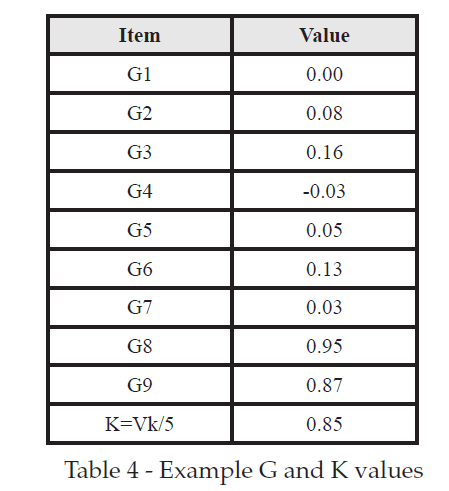 Item Value
G1 0.00
G2 0.08
G3 0.16
G4 -0.03
G5 0.05
G6 0.13
G7 0.03
G8 0.95
G9 0.87
K=Vk/5 0.85
Table 4 - Example G and K values